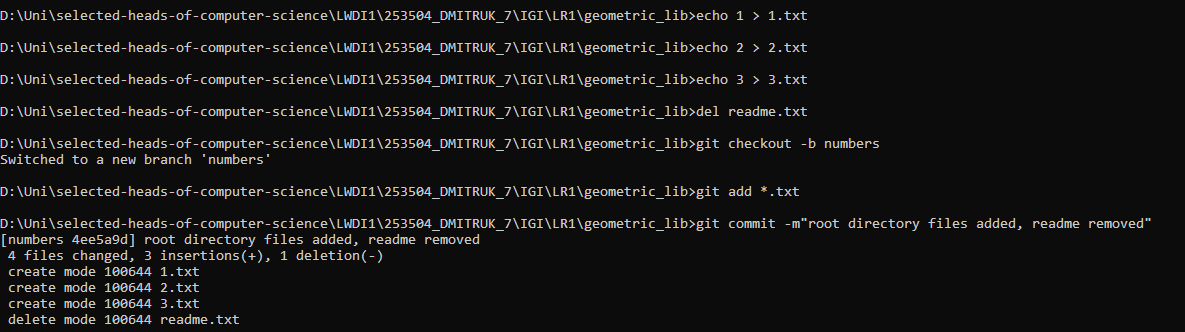 D:\Uni\selected-heads-of-computer-science\LWDI1\253504_DMITRUK_7\IGI\LR1\geometric_lib>echo 1 > 1.txt
D:\Uni\selected-heads-of-computer-science\LWDI1\253504_DMITRUK_7\IGI\LR1\geometric_lib>echo 2 > 2.txt
D:\Uni\selected-heads-of-computer-science\LWDI1\253504_DMITRUK_7\IGI\LR1\geometric_lib>echo 3 > 3.txt
D:\Uni\selected-heads-of-computer-science\LWDI1\253504_DMITRUK_7\IGI\LR1\geometric_lib>del readme.txt
D:\Uni\selected-heads-of-computer-science\LWDI1\253504_DMITRUK_7\IGI\LR1\geometric_lib>git checkout -b numbers
Switched to a new branch 'numbers'
D:\Uni\selected-heads-of-computer-science\LWDI1\253504_DMITRUK_7\IGI\LR1\geometric_lib>git add *.txt
D:\Uni\selected-heads-of-computer-science\LWDI1\253504_DMITRUK_7\IGI\LR1\geometric_lib>git commit -m"root directory files added, readme removed"
[numbers 4ee5a9d] root directory files added, readme removed
 4 files changed, 3 insertions(+), 1 deletion(-)
 create mode 100644 1.txt
 create mode 100644 2.txt
 create mode 100644 3.txt
 delete mode 100644 readme.txt